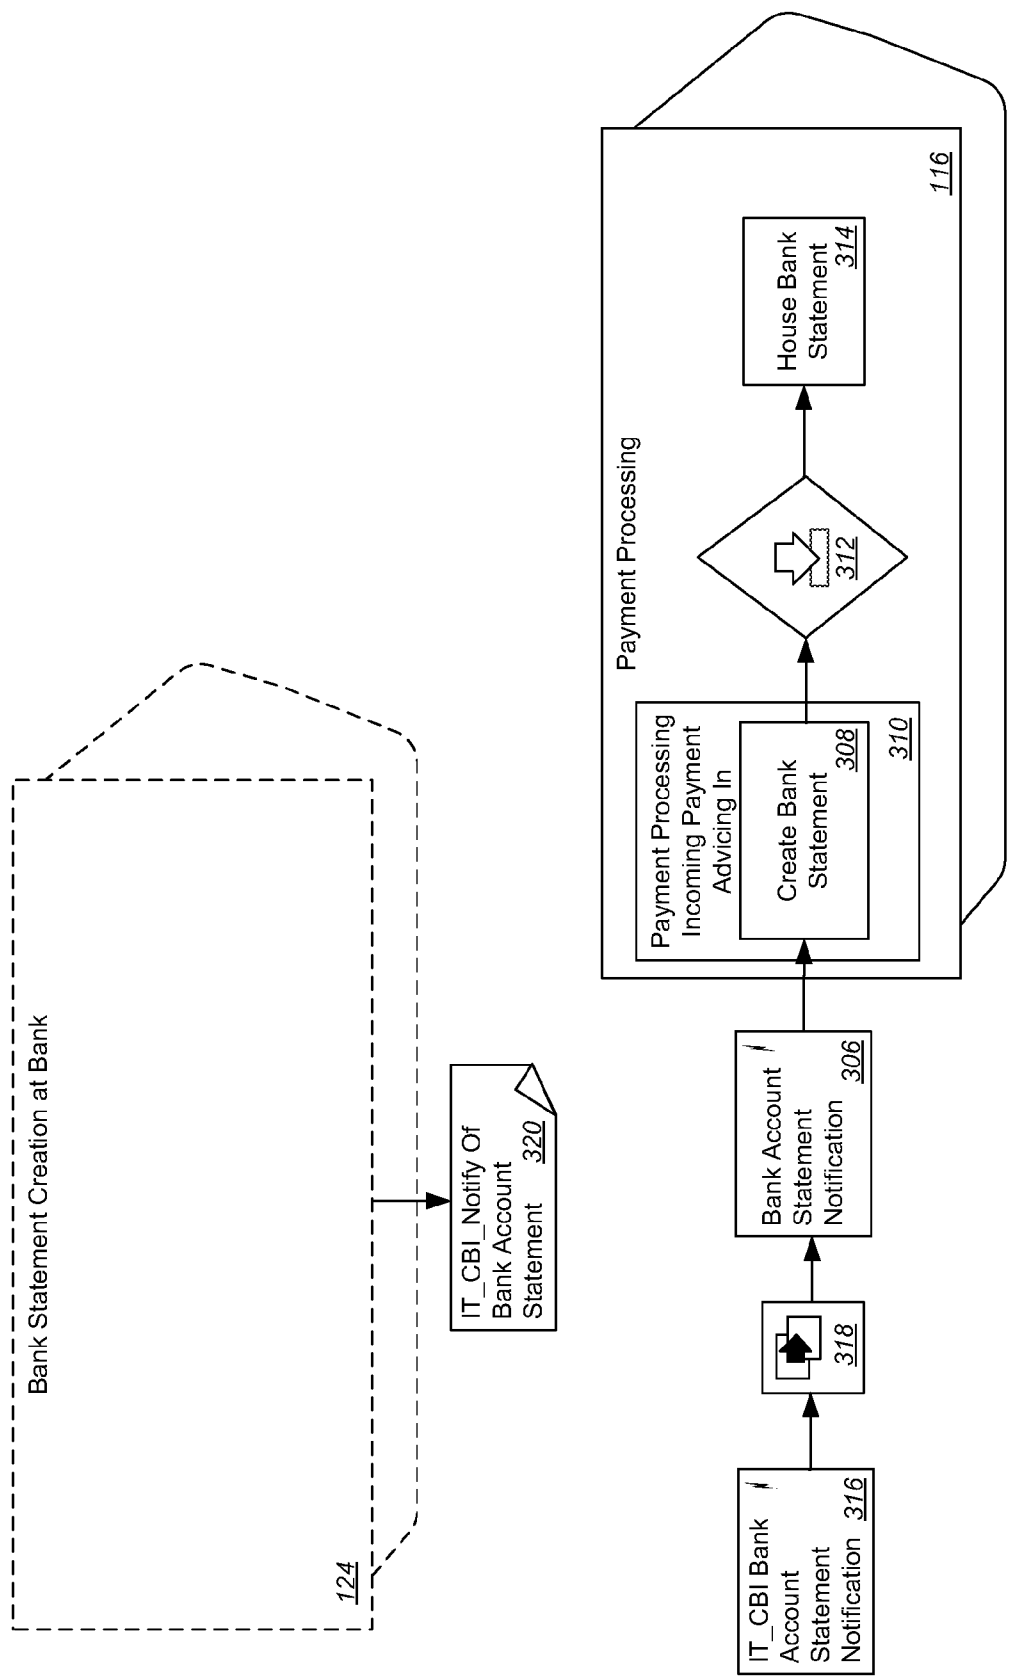 Bank Statement Creation at Bank
124
IT_CBI_Notify Of
Bank Account
Statement 320
IT_CBI Bank
Account
Statement
Notification 316
318
Bank Account
Statement
Notification 306
Payment Processing
Payment Processing
Incoming Payment
Advicing In
Create Bank
Statement 308
310
312
House Bank
Statement 314
116